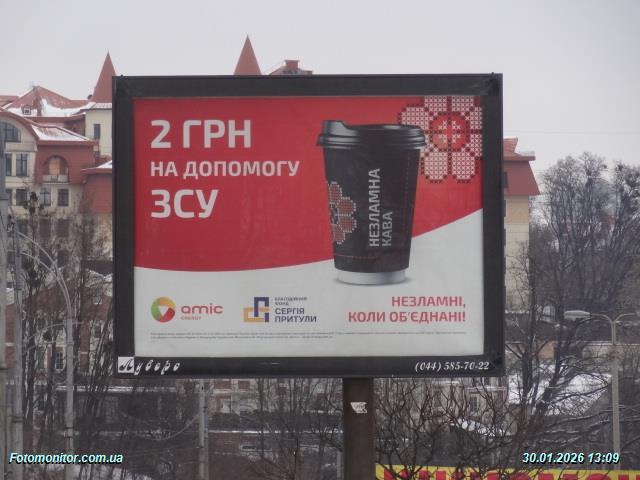 2 ГРН
НА ДОПОМОГУ
ЗСУ
НЕЗЛАМНА
КАВА
amic
ENERGY
БЛАГОДІЙНИЙ
ФОНД
СЕРГІЯ
ПРИТУЛИ
НЕЗЛАМНІ,
КОЛИ ОБ'ЄДНАНІ!
Луверо
(044) 585-70-22
Fotomonitor.com.ua
30.01.2026 13:09